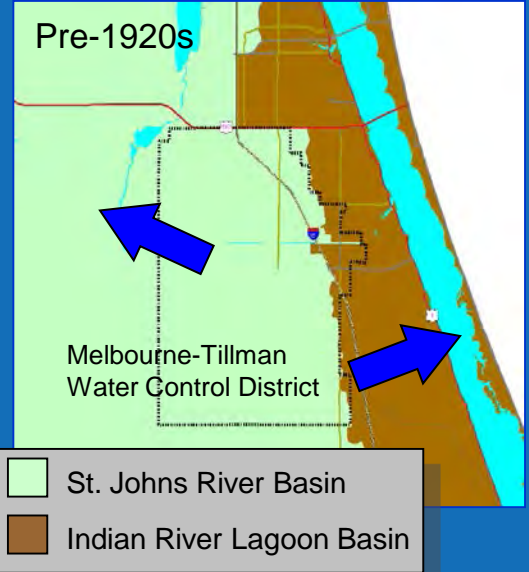 Pre-1920s
Melbourne-Tillman
Water Control District
St. Johns River Basin
Indian River Lagoon Basin